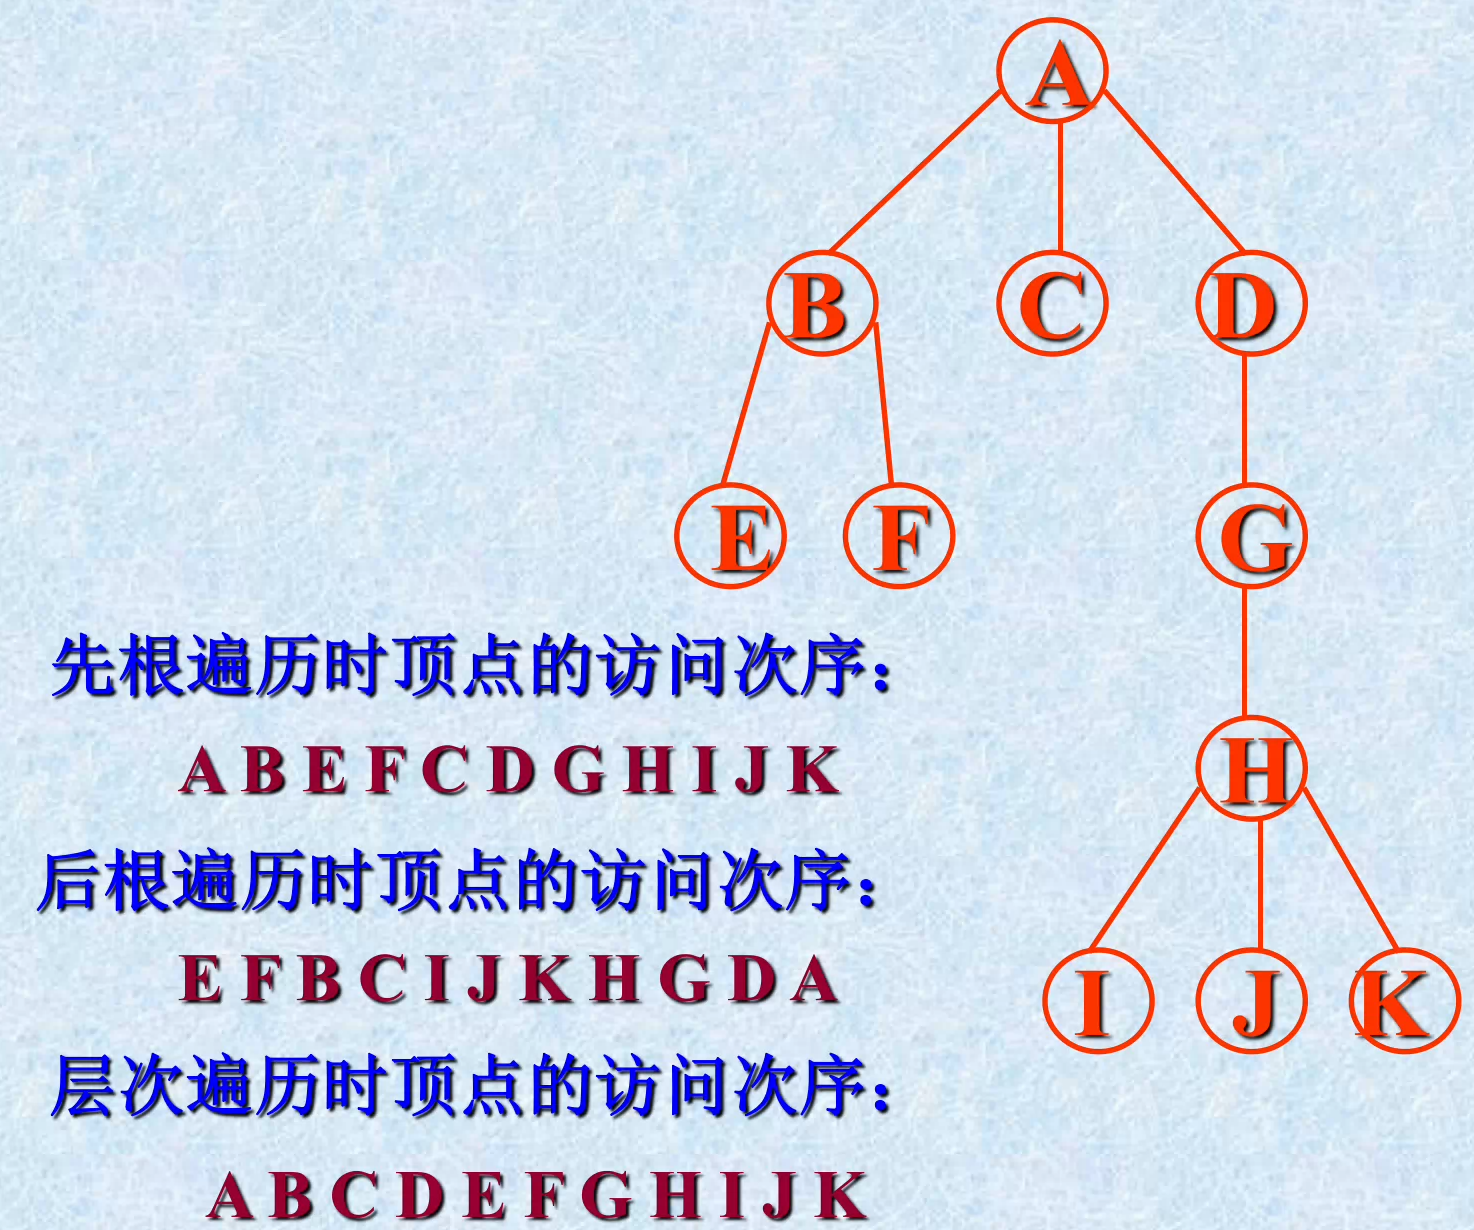 A
B C D
E F G
先根遍历时顶点的访问次序：
A B E F C D G H I J K
H
后根遍历时顶点的访问次序：
E F B C I J K H G D A
I J K
层次遍历时顶点的访问次序：
A B C D E F G H I J K